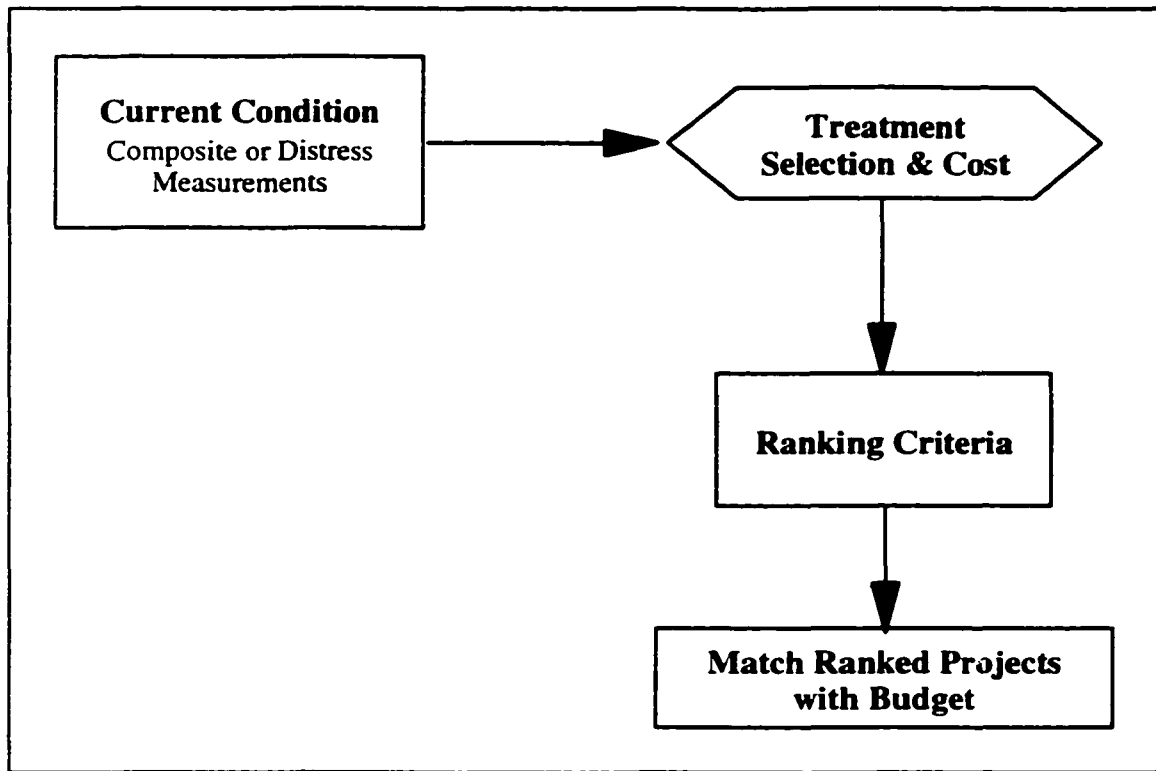 Current Condition
Composite or Distress
Measurements
Treatment
Selection & Cost
Ranking Criteria
Match Ranked Projects
with Budget